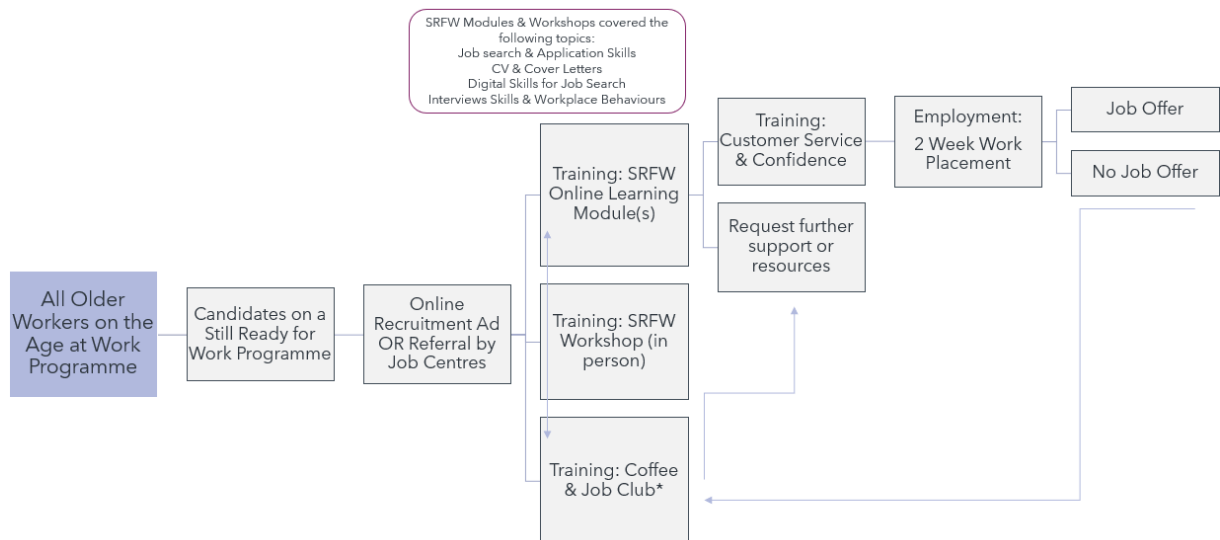 SRFW Modules & Workshops covered the
following topics:
Job search & Application Skills
CV & Cover Letters
Digital Skills for Job Search
Interviews Skills & Workplace Behaviours
All Older
Workers on the
Age at Work
Programme
Candidates on a
Still Ready for
Work Programme
Online
Recruitment Ad
OR Referral by
Job Centres
Training: SRFW
Online Learning
Module(s)
Training: SRFW
Workshop (in
person)
Training: Coffee
& Job Club*
Training:
Customer Service
& Confidence
Request further
support or
resources
Employment:
2 Week Work
Placement
Job Offer
No Job Offer